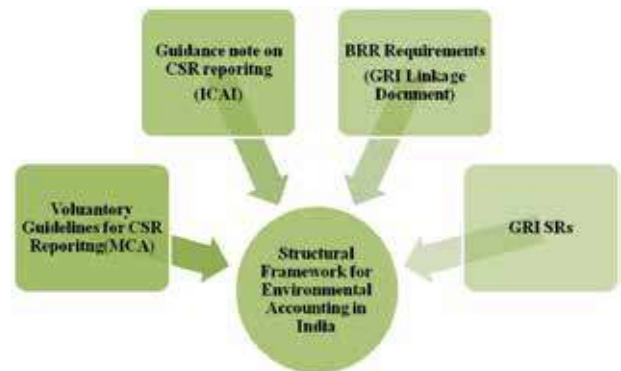 Guidance note on
CSR reporitng
(ICAI)
BRR Requirements
(GRI Linkage
Document)
Voluantory
Guidelines for CSR
Reporitng(MCA)
GRI SRs
Structural
Framework for
Environmental
Accounting in
India